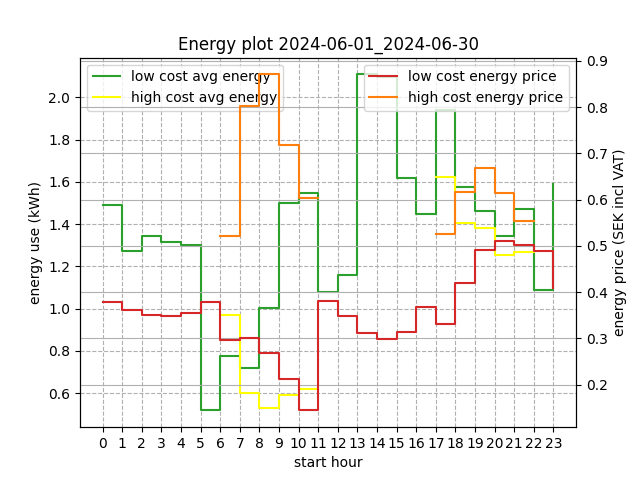 Energy plot 2024-06-01_2024-06-30
low cost avg energy
high cost avg energy
low cost energy price
high cost energy price
energy use (kWh)
2.0
1.8
1.6
1.4
1.2
1.0
0.8
0.6
0.9
0.8
0.7
0.6
0.5
0.4
0.3
0.2
energy price (SEK incl VAT)
0 1 2 3 4 5 6 7 8 9 10 11 12 13 14 15 16 17 18 19 20 21 22 23
start hour